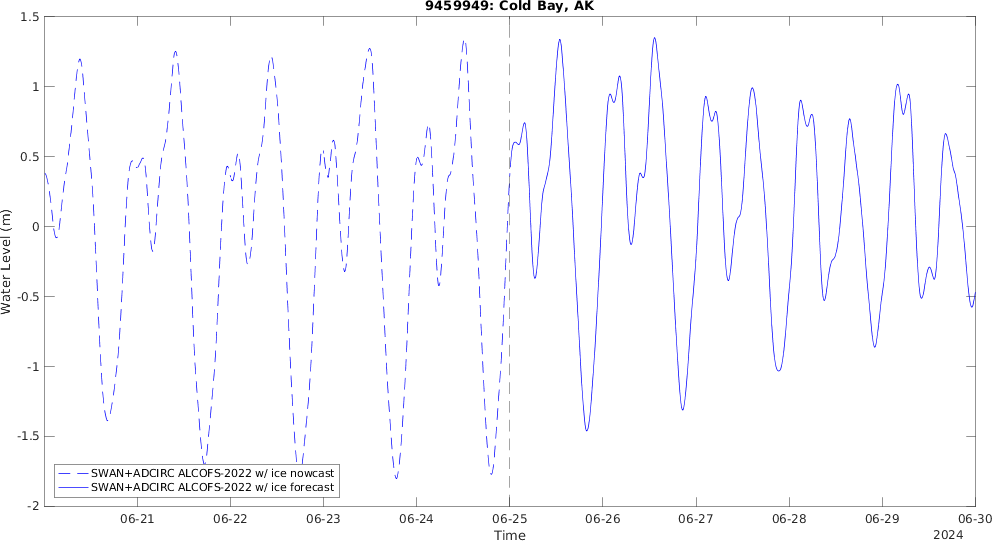 9459949: Cold Bay, AK
1.5
1
0.5
0
-0.5
-1
-1.5
-2
Water Level (m)
SWAN+ADCIRC ALCOFS-2022 w/ ice nowcast
SWAN+ADCIRC ALCOFS-2022 w/ ice forecast
06-21 06-22 06-23 06-24 06-25 06-26 06-27 06-28 06-29 06-30
Time
2024